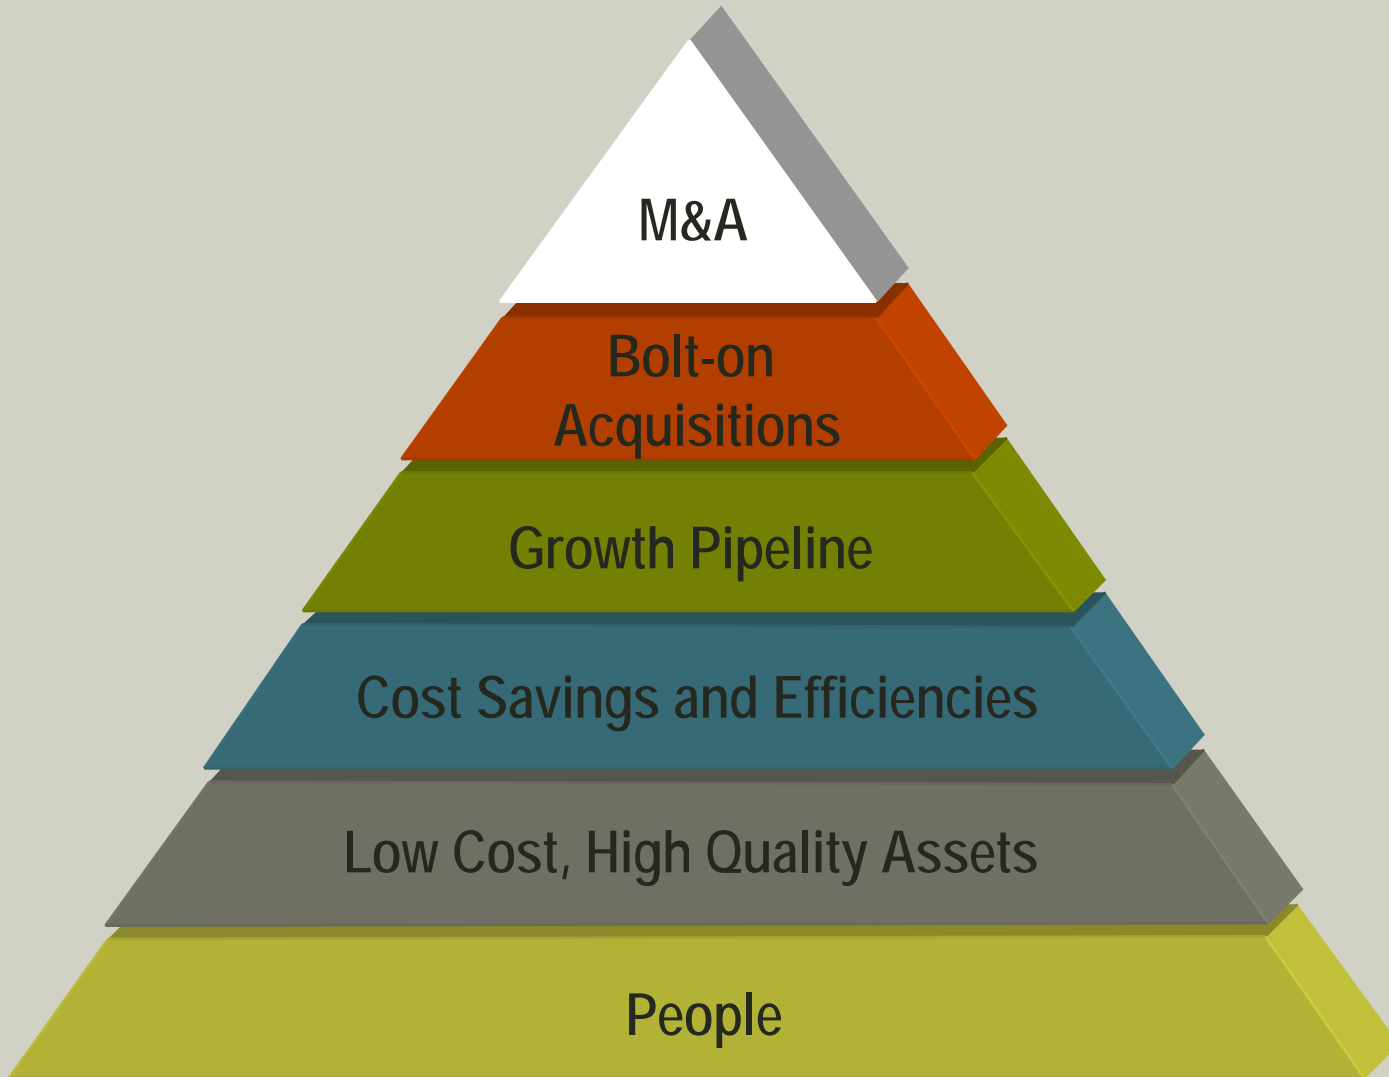 M&A
Bolt-on
Acquisitions
Growth Pipeline
Cost Savings and Efficiencies
Low Cost, High Quality Assets
People